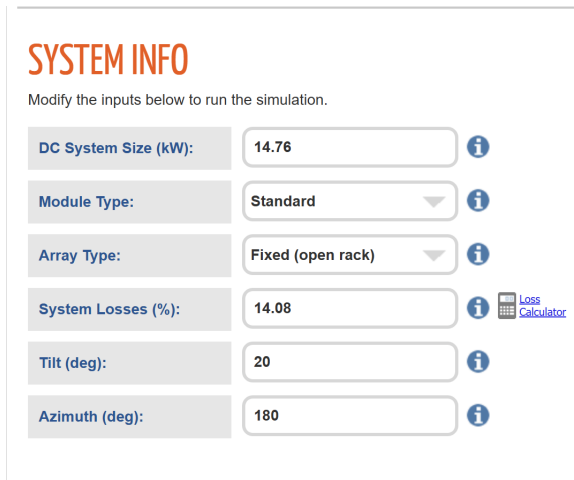 SYSTEM INFO
Modify the inputs below to run the simulation.
DC System Size (kW): 14.76
Module Type: Standard
Array Type: Fixed (open rack)
System Losses (%): 14.08 Loss
Calculator
Tilt (deg): 20
Azimuth (deg): 180